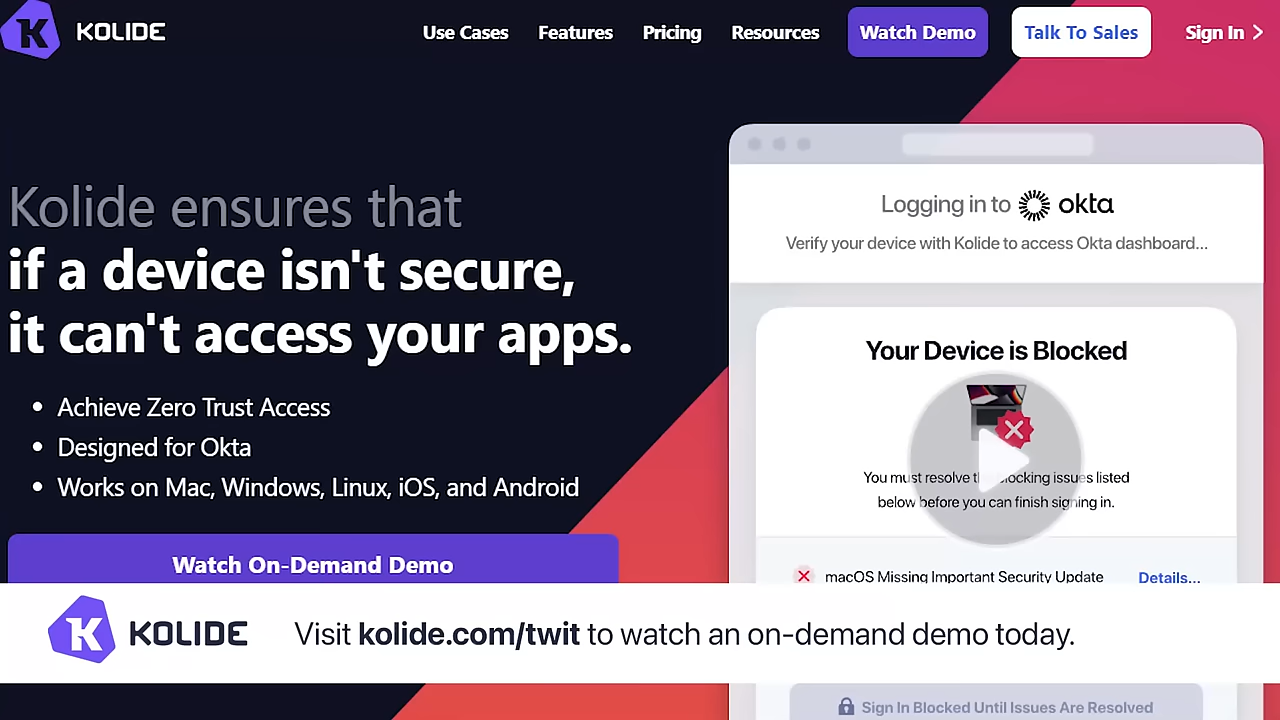 KOLIDE
Use Cases Features Pricing Resources Watch Demo Talk To Sales Sign In
Kolide ensures that
if a device isn't secure,
it can't access your apps.
Achieve Zero Trust Access
Designed for Okta
Works on Mac, Windows, Linux, iOS, and Android
Watch On-Demand Demo
Logging in to okta
Verify your device with Kolide to access Okta dashboard...
Your Device is Blocked
You must resolve the blocking issues listed
below before you can finish signing in.
macOS Missing Important Security Update Details...
KOLIDE Visit kolide.com/twit to watch an on-demand demo today.
Sign In Blocked Until Issues Are Resolved